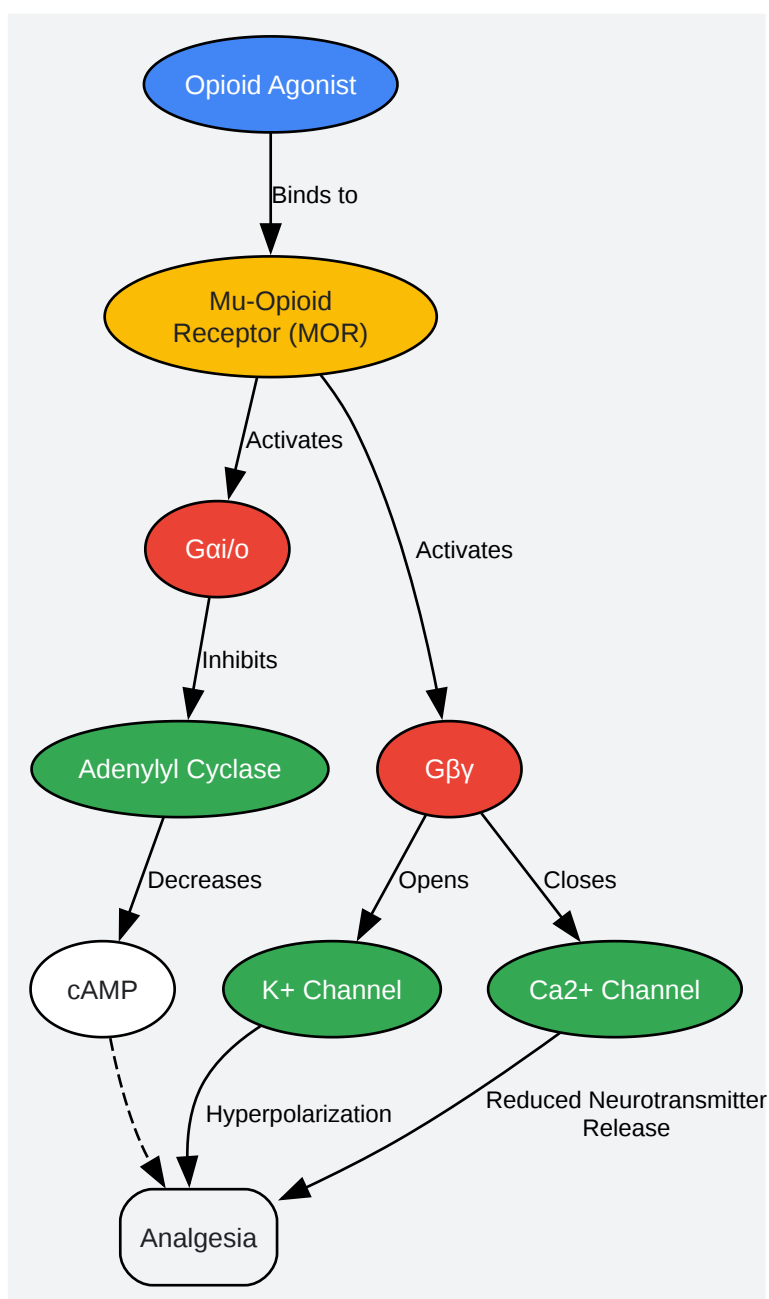 Opioid Agonist
Binds to
Mu-Opioid
Receptor (MOR)
Activates
Gαi/o
Activates
Inhibits
Adenylyl Cyclase
Gβγ
Decreases
Opens
Closes
cAMP
K+ Channel
Ca2+ Channel
Hyperpolarization
Reduced Neurotransmitter
Release
Analgesia